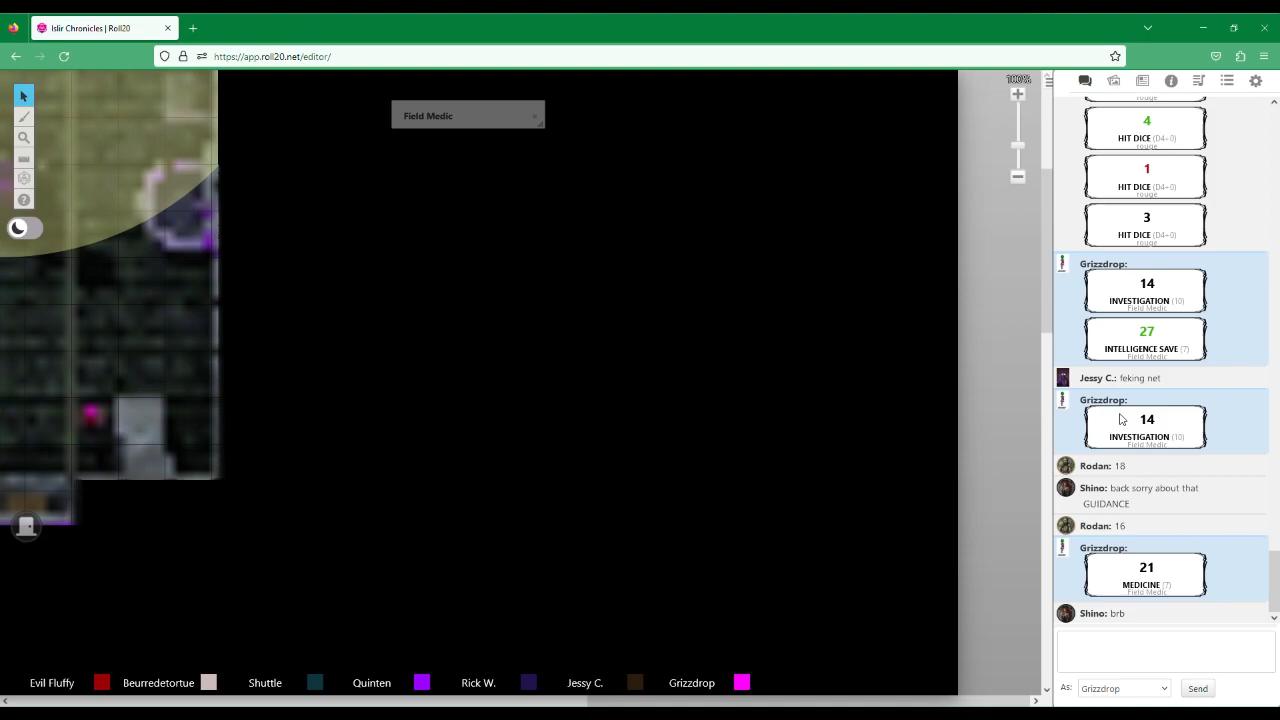 Islir Chronicles | Roll20
https://app.roll20.net/editor/
100%
Field Medic
rouge
4
HIT DICE (D4+0)
rouge
1
HIT DICE (D4+0)
rouge
3
HIT DICE (D4+0)
rouge
Grizzdrop:
14
INVESTIGATION (10)
Field Medic
27
INTELLIGENCE SAVE (7)
Field Medic
Jessy C.: feking net
Grizzdrop:
14
INVESTIGATION (10)
Field Medic
Rodan: 18
Shino: back sorry about that
GUIDANCE
Rodan: 16
Grizzdrop:
21
MEDICINE (7)
Field Medic
Shino: brb
As: Grizzdrop Send
Evil Fluffy Beurredetortue Shuttle Quinten Rick W. Jessy C. Grizzdrop